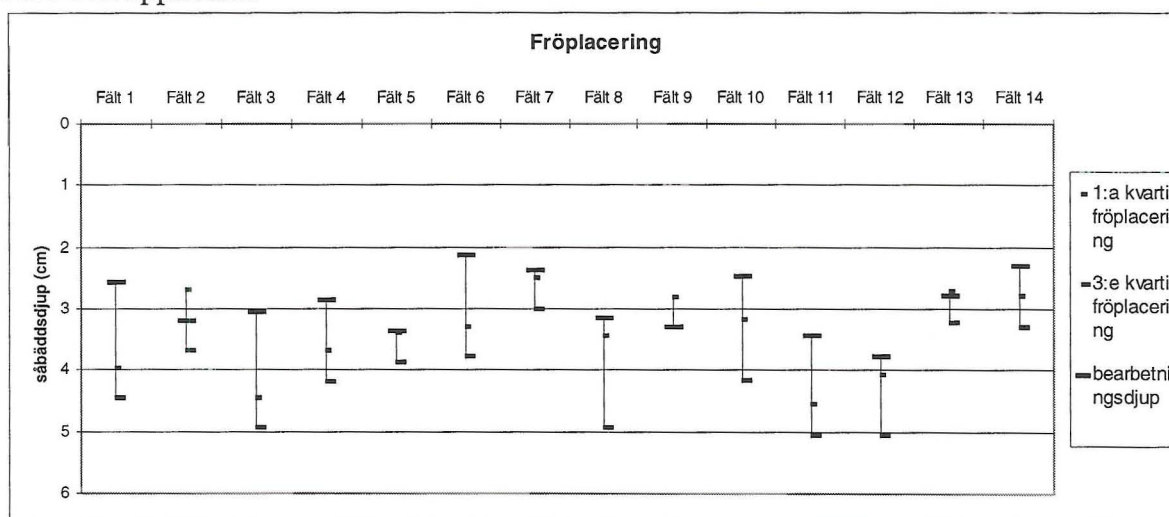 Fröplacering
Fält 1 Fält 2 Fält 3 Fält 4 Fält 5 Fält 6 Fält 7 Fält 8 Fält 9 Fält 10 Fält 11 Fält 12 Fält 13 Fält 14
0
1
2
3
4
5
6
såbäddsdjup (cm)
1:a kvarti
fröplaceri
ng
3:e kvarti
fröplaceri
ng
bearbetni
ngsdjup